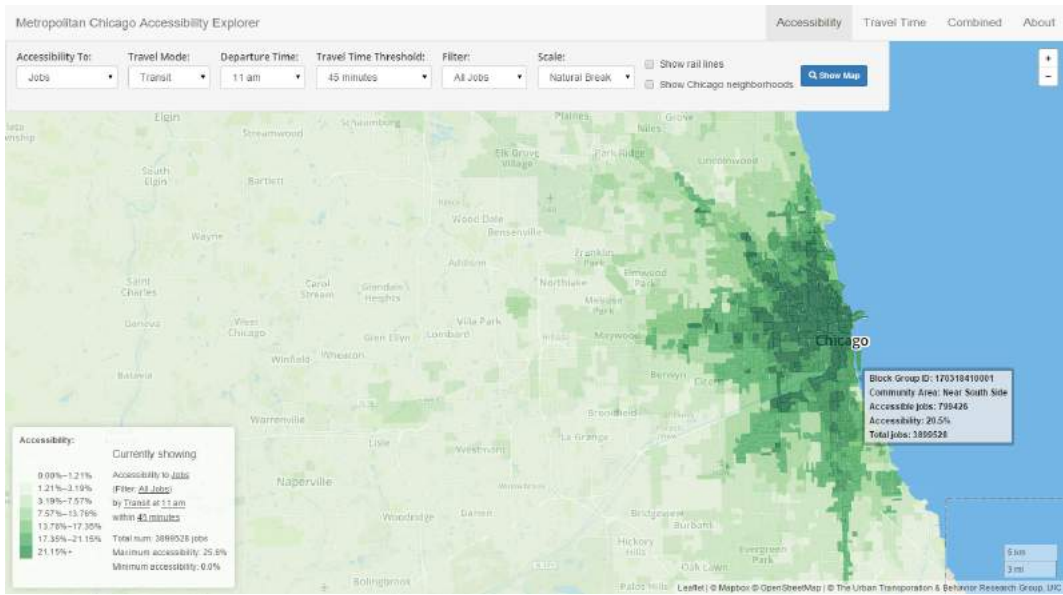 Metropolitan Chicago Accessibility Explorer
Accessibility Travel Time Combined About
Accessibility To: Travel Mode: Departure Time: Travel Time Threshold: Filter: Scale:
Jobs Transit 11 am 45 minutes All Jobs Natural Break
Show rail lines
Show Chicago neighborhoods
Show Map
+
-
Elgin
Schaumburg
Plaines
Grove
Niles
Streamwood
Elk Grove
Village
Park Ridge
Lincolnwood
South
Elgin
Bartlett
Wood Dale
Bensenville
Wayne
Addison
Franklin
Park
Elmwood
Park
Northlake
Melrose
Park
Saint
Charles
Carol
Stream
Glendale
Heights
Geneva
West
Chicago
Villa Park
Glen Ellyn
Lombard
Hillside
Maywood
Chicago
Winfield
Wheaton
Batavia
Berwyn
Cicero
Block Group ID: 170318410001
Community Area: Near South Side
Accessible jobs: 799426
Accessibility: 20.5%
Total jobs: 3899528
Warrenville
Brookfield
La Grange
Lisle
Westmont
Naperville
Woodridge
Darien
Bridgeview
Burbank
Hickory
Hills
Evergreen
Park
Oak Lawn
Bolingbrook
Palos Hills
Accessibility:
Currently showing
0.00%-1.21%
1.21%-3.19%
3.19%-7.57%
7.57%-13.78%
13.78%-17.35%
17.35%-21.15%
21.15%+
Accessibility to Jobs
(Filter: All Jobs)
by Transit at 11 am
within 45 minutes
Total num: 3899528 jobs
Maximum accessibility: 25.8%
Minimum accessibility: 0.0%
5 km
3 mi
Leaflet | © Mapbox © OpenStreetMap | © The Urban Transporation & Behavior Research Group, UIC